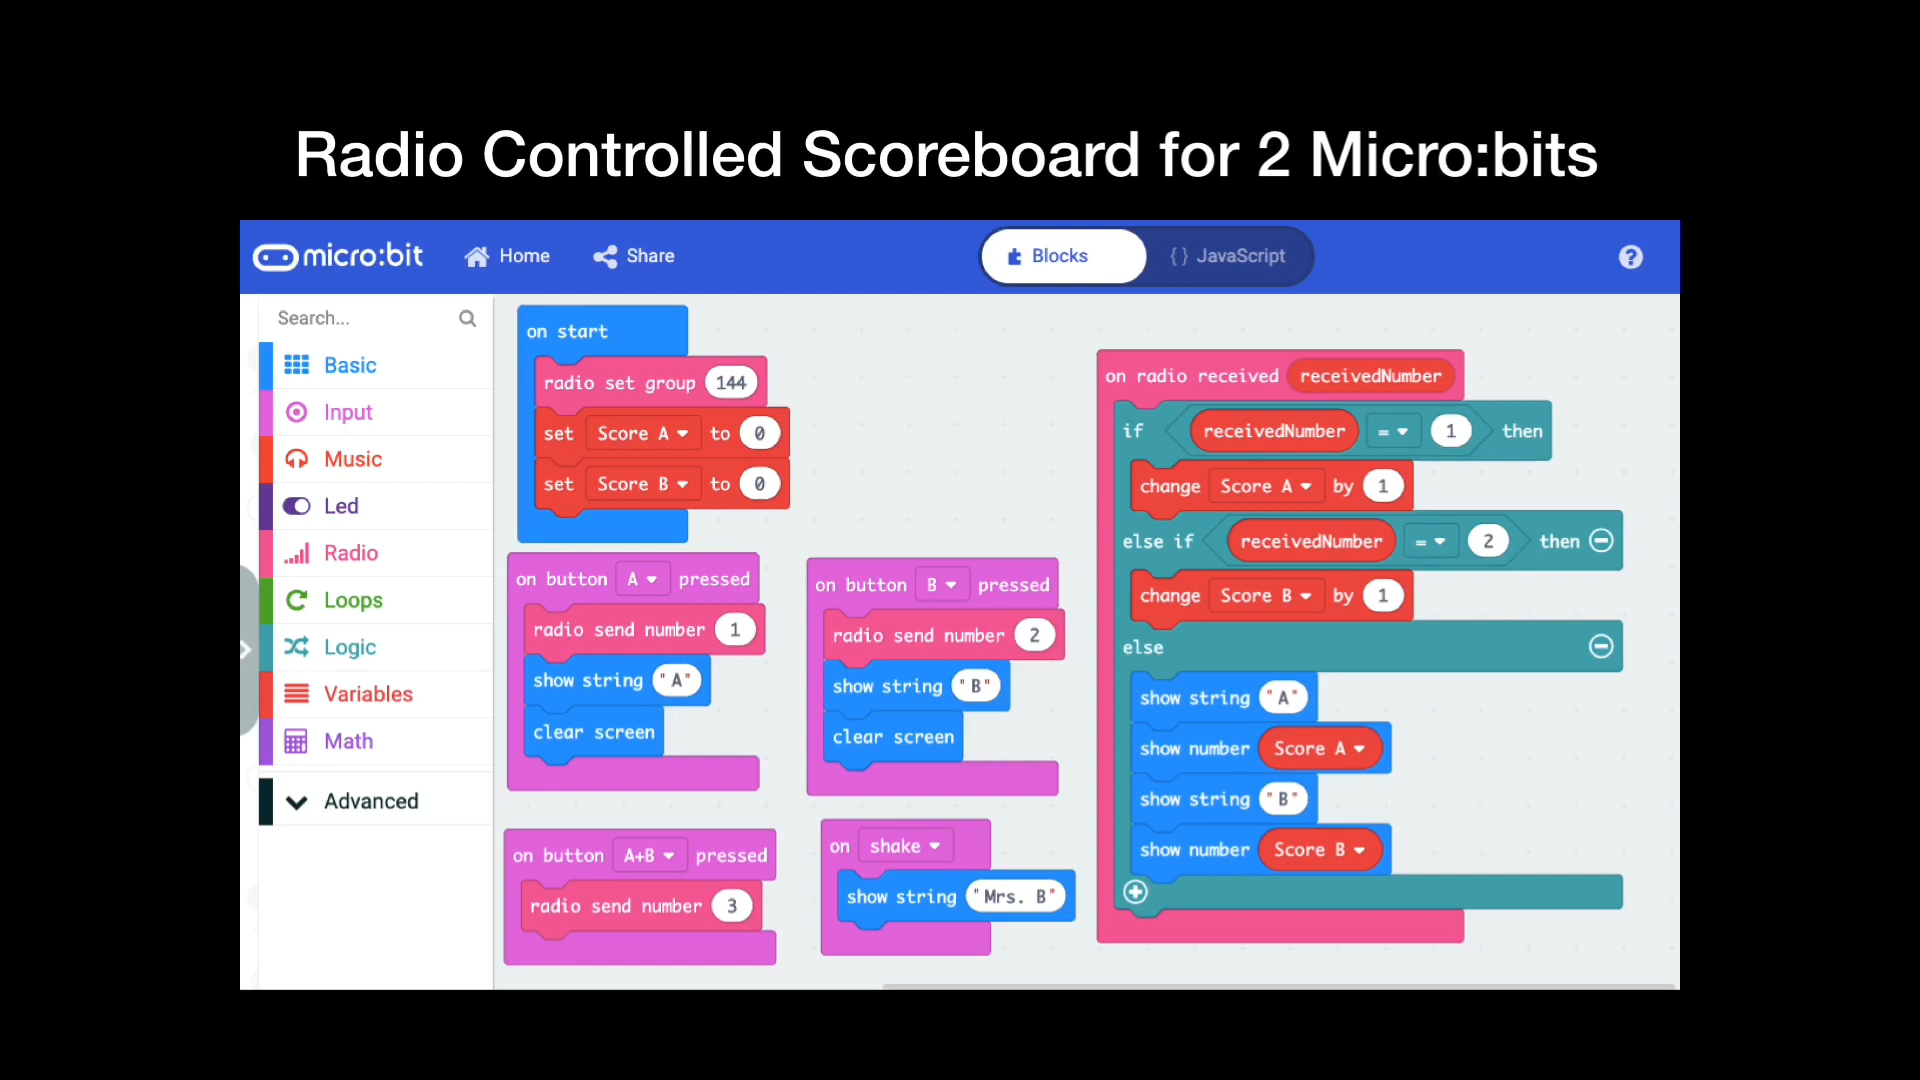 Radio Controlled Scoreboard for 2 Micro:bits
micro:bit Home Share Blocks {} JavaScript ?
Search...
Basic
Input
Music
Led
Radio
Loops
Logic
Variables
Math
Advanced
on start
radio set group 144
set Score A to 0
set Score B to 0
on button A pressed
radio send number 1
show string "A"
clear screen
on button B pressed
radio send number 2
show string "B"
clear screen
on button A+B pressed
radio send number 3
on shake
show string "Mrs. B"
on radio received receivedNumber
if receivedNumber = 1 then
change Score A by 1
else if receivedNumber = 2 then
change Score B by 1
else
show string "A"
show number Score A
show string "B"
show number Score B